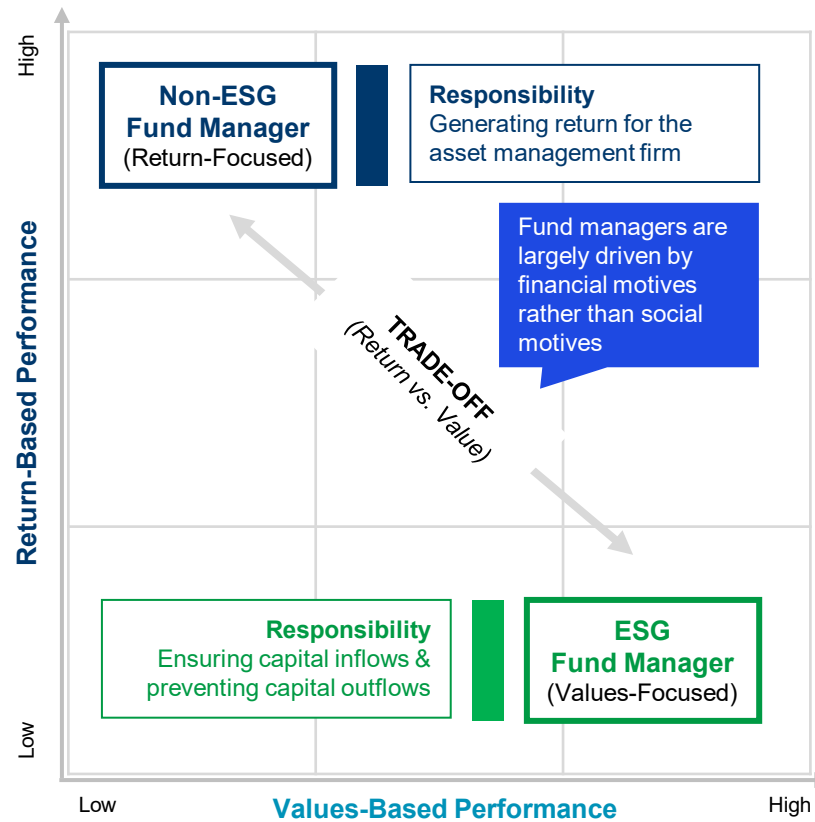 High
Non-ESG
Fund Manager
(Return-Focused)
Responsibility
Generating return for the
asset management firm
Fund managers are
largely driven by
financial motives
rather than social
motives
TRADE-OFF
(Return vs. Value)
Return-Based Performance
Responsibility
Ensuring capital inflows &
preventing capital outflows
ESG
Fund Manager
(Values-Focused)
Low
Low
Values-Based Performance
High